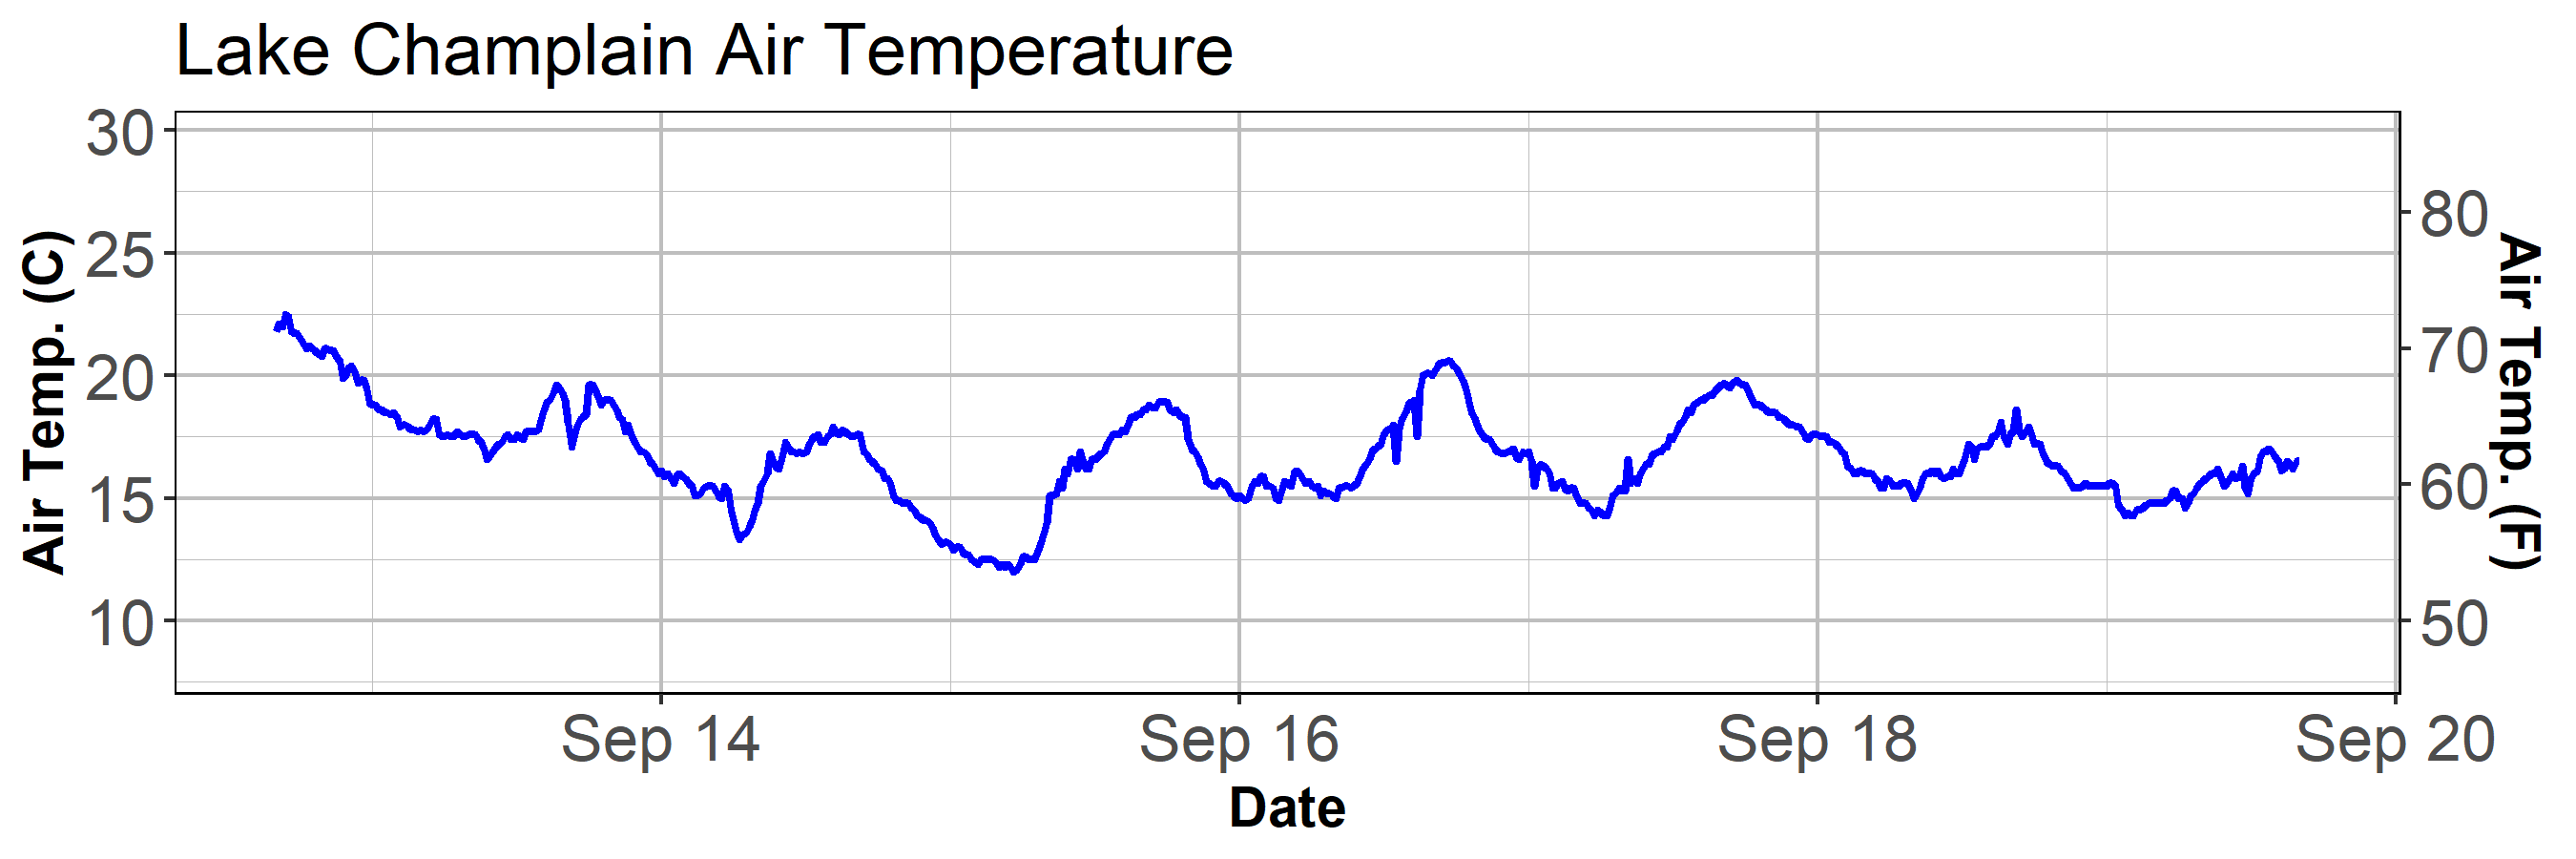 Lake Champlain Air Temperature
Air Temp. (C)
30
25
20
15
10
80
70
60
50
Air Temp. (F)
Sep 14 Sep 16 Sep 18 Sep 20
Date